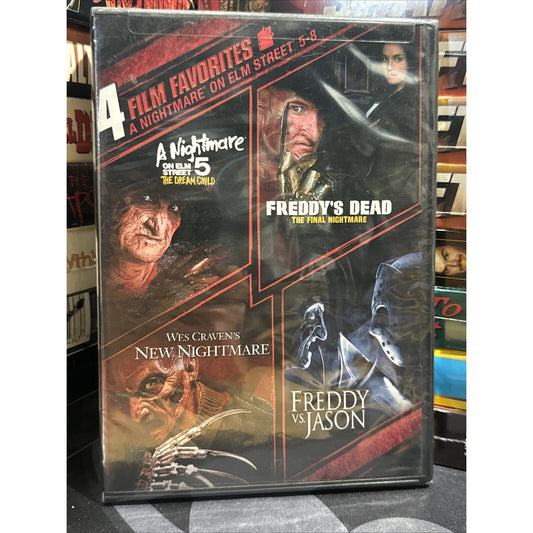 4 FILM FAVORITES
A NIGHTMARE ON ELM STREET 5-8
A Nightmare
ON ELM
STREET 5
THE DREAM CHILD
FREDDY'S DEAD
THE FINAL NIGHTMARE
WES CRAVEN'S
NEW NIGHTMARE
FREDDY
VS. JASON